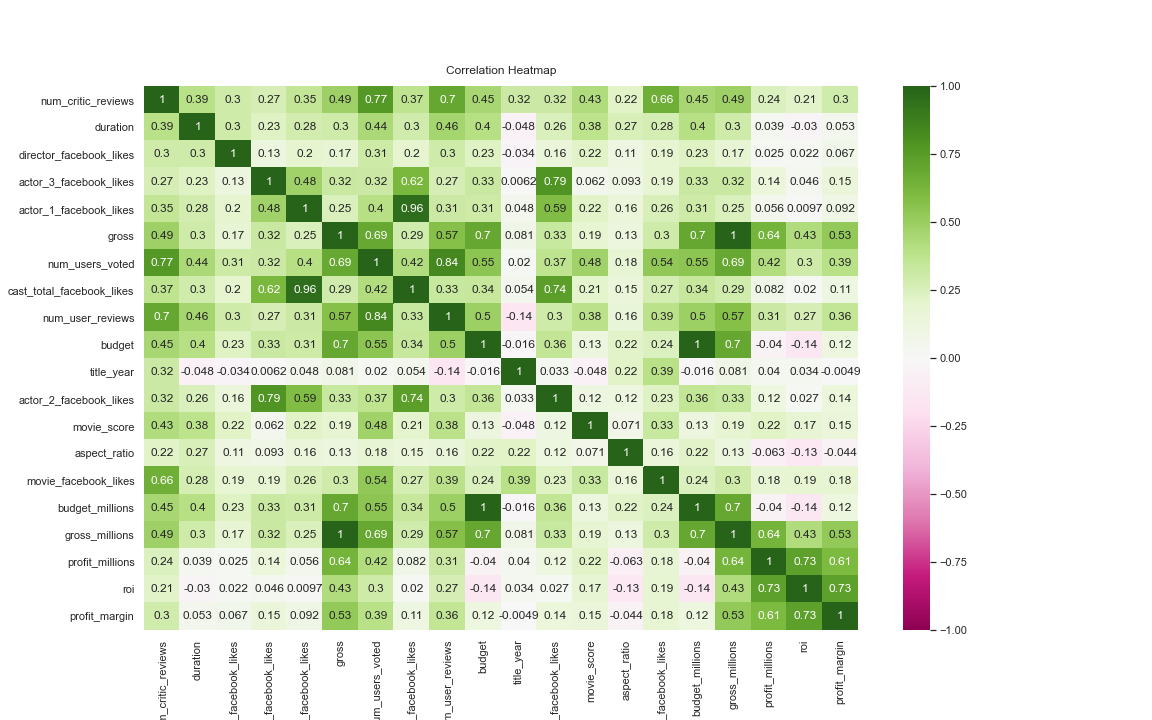 Correlation Heatmap
num_critic_reviews 1 0.39 0.3 0.27 0.35 0.49 0.77 0.37 0.7 0.45 0.32 0.32 0.43 0.22 0.66 0.45 0.49 0.24 0.21 0.3
duration 0.39 1 0.3 0.23 0.28 0.3 0.44 0.3 0.46 0.4 -0.048 0.26 0.38 0.27 0.28 0.4 0.3 0.039 -0.03 0.053
director_facebook_likes 0.3 0.3 1 0.13 0.2 0.17 0.31 0.2 0.3 0.23 -0.034 0.16 0.22 0.11 0.19 0.23 0.17 0.025 0.022 0.067
actor_3_facebook_likes 0.27 0.23 0.13 1 0.48 0.32 0.32 0.62 0.27 0.33 0.0062 0.79 0.062 0.093 0.19 0.33 0.32 0.14 0.046 0.15
actor_1_facebook_likes 0.35 0.28 0.2 0.48 1 0.25 0.4 0.96 0.31 0.31 0.048 0.59 0.22 0.16 0.26 0.31 0.25 0.056 0.0097 0.092
gross 0.49 0.3 0.17 0.32 0.25 1 0.69 0.29 0.57 0.7 0.081 0.33 0.19 0.13 0.3 0.7 1 0.64 0.43 0.53
num_users_voted 0.77 0.44 0.31 0.32 0.4 0.69 1 0.42 0.84 0.55 0.02 0.37 0.48 0.18 0.54 0.55 0.69 0.42 0.3 0.39
cast_total_facebook_likes 0.37 0.3 0.2 0.62 0.96 0.29 0.42 1 0.33 0.34 0.054 0.74 0.21 0.15 0.27 0.34 0.29 0.082 0.02 0.11
num_user_reviews 0.7 0.46 0.3 0.27 0.31 0.57 0.84 0.33 1 0.5 -0.14 0.3 0.38 0.16 0.39 0.5 0.57 0.31 0.27 0.36
budget 0.45 0.4 0.23 0.33 0.31 0.7 0.55 0.34 0.5 1 -0.016 0.36 0.13 0.22 0.24 1 0.7 -0.04 -0.14 0.12
title_year 0.32 -0.048 -0.034 0.0062 0.048 0.081 0.02 0.054 -0.14 -0.016 1 0.033 -0.048 0.22 0.39 -0.016 0.081 0.04 0.034 -0.0049
actor_2_facebook_likes 0.32 0.26 0.16 0.79 0.59 0.33 0.37 0.74 0.3 0.36 0.033 1 0.12 0.12 0.23 0.36 0.33 0.12 0.027 0.14
movie_score 0.43 0.38 0.22 0.062 0.22 0.19 0.48 0.21 0.38 0.13 -0.048 0.12 1 0.071 0.33 0.13 0.19 0.22 0.17 0.15
aspect_ratio 0.22 0.27 0.11 0.093 0.16 0.13 0.18 0.15 0.16 0.22 0.22 0.12 0.071 1 0.16 0.22 0.13 -0.063 -0.13 -0.044
movie_facebook_likes 0.66 0.28 0.19 0.19 0.26 0.3 0.54 0.27 0.39 0.24 0.39 0.23 0.33 0.16 1 0.24 0.3 0.18 0.19 0.18
budget_millions 0.45 0.4 0.23 0.33 0.31 0.7 0.55 0.34 0.5 1 -0.016 0.36 0.13 0.22 0.24 1 0.7 -0.04 -0.14 0.12
gross_millions 0.49 0.3 0.17 0.32 0.25 1 0.69 0.29 0.57 0.7 0.081 0.33 0.19 0.13 0.3 0.7 1 0.64 0.43 0.53
profit_millions 0.24 0.039 0.025 0.14 0.056 0.64 0.42 0.082 0.31 -0.04 0.04 0.12 0.22 -0.063 0.18 -0.04 0.64 1 0.73 0.61
roi 0.21 -0.03 0.022 0.046 0.0097 0.43 0.3 0.02 0.27 -0.14 0.034 0.027 0.17 -0.13 0.19 -0.14 0.43 0.73 1 0.73
profit_margin 0.3 0.053 0.067 0.15 0.092 0.53 0.39 0.11 0.36 0.12 -0.0049 0.14 0.15 -0.044 0.18 0.12 0.53 0.61 0.73 1
m_critic_reviews
duration
_facebook_likes
_facebook_likes
_facebook_likes
gross
um_users_voted
_facebook_likes
m_user_reviews
budget
title_year
_facebook_likes
movie_score
aspect_ratio
_facebook_likes
budget_millions
gross_millions
profit_millions
roi
profit_margin
1.00
0.75
0.50
0.25
0.00
−0.25
−0.50
−0.75
−1.00